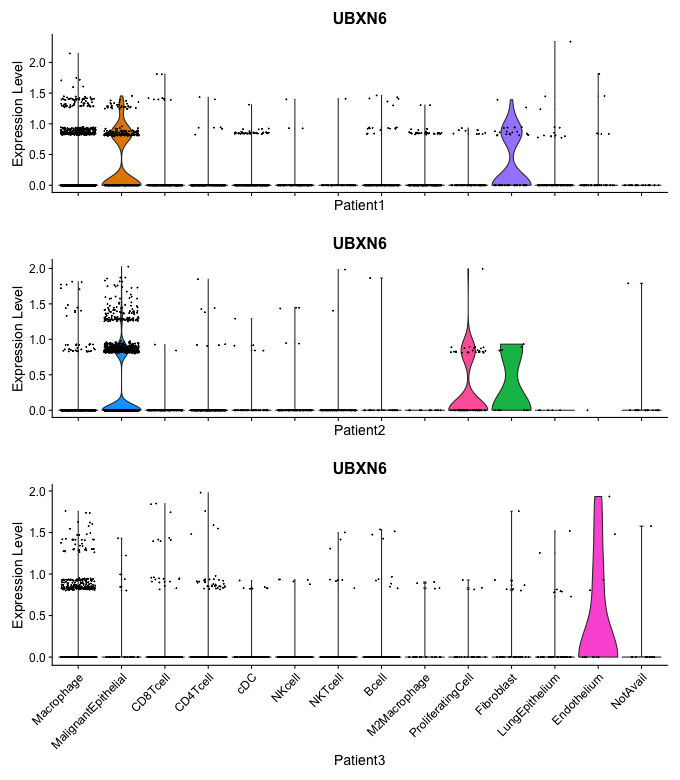 UBXN6
Expression Level
2.0
1.5
1.0
0.5
0.0
Patient1
UBXN6
Expression Level
2.0
1.5
1.0
0.5
0.0
Patient2
UBXN6
Expression Level
2.0
1.5
1.0
0.5
0.0
Macrophage
MalignantEpithelial
CD8Tcell
CD4Tcell
cDC
NKcell
NKTcell
Bcell
M2Macrophage
ProliferatingCell
Fibroblast
LungEpithelium
Endothelium
NotAvail
Patient3